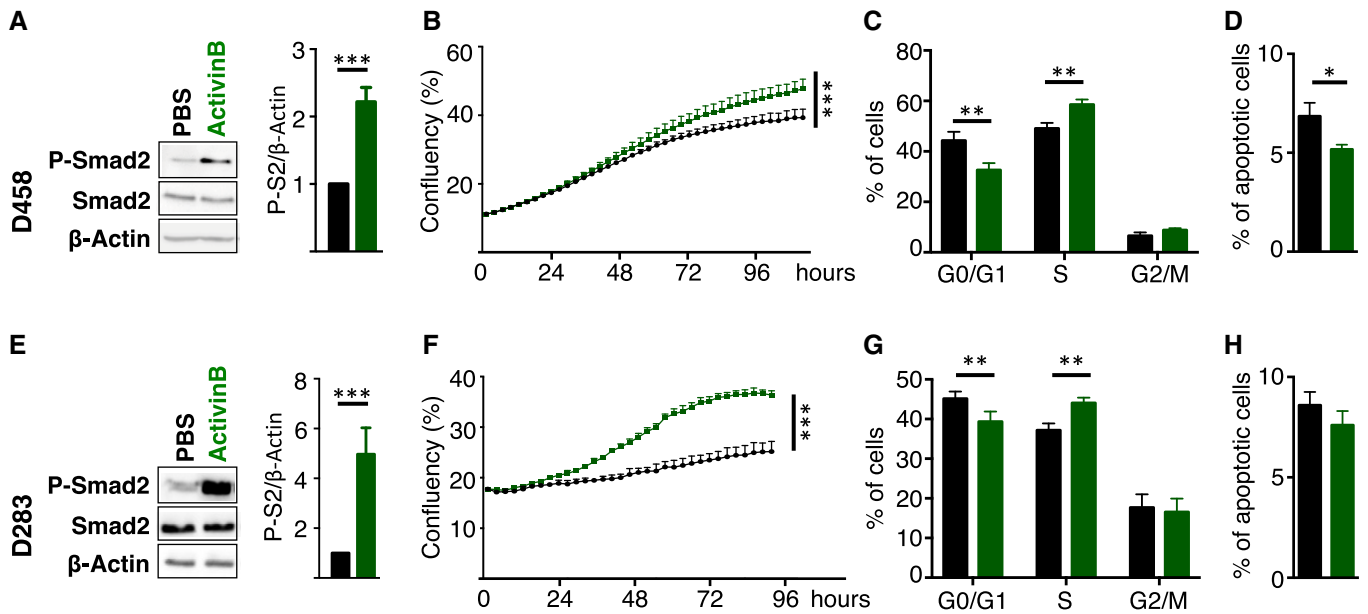 A
D458
PBS
ActivinB
P-Smad2
Smad2
β-Actin
P-S2/β-Actin
3
2
1
***
B
Confluency (%)
60
40
20
0 24 48 72 96 hours
***
C
% of cells
80
60
40
20
0
**
**
G0/G1 S G2/M
D
% of apoptotic cells
10
5
0
*
E
D283
PBS
ActivinB
P-Smad2
Smad2
β-Actin
P-S2/β-Actin
8
6
4
2
***
F
Confluency (%)
40
30
20
10
0 24 48 72 96 hours
***
G
% of cells
50
40
30
20
10
0
**
**
G0/G1 S G2/M
H
% of apoptotic cells
10
5
0